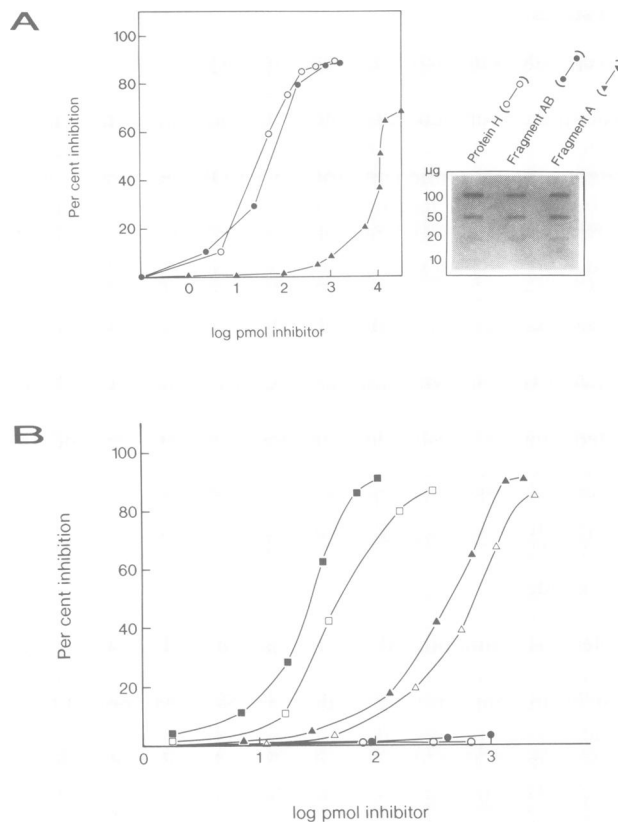 A
Per cent inhibition
100
80
60
40
20
0 1 2 3 4
log pmol inhibitor
Protein H (○—○)
Fragment AB (●—●)
Fragment A (▲—▲)
µg
100
50
20
10
B
Per cent inhibition
100
80
60
40
20
0 1 2 3
log pmol inhibitor